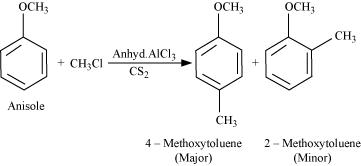 OCH₃
OCH₃
OCH₃
CH₃
+ CH₃Cl
Anhyd.AlCl₃
CS₂
+
CH₃
Anisole
4 – Methoxytoluene
(Major)
2 – Methoxytoluene
(Minor)